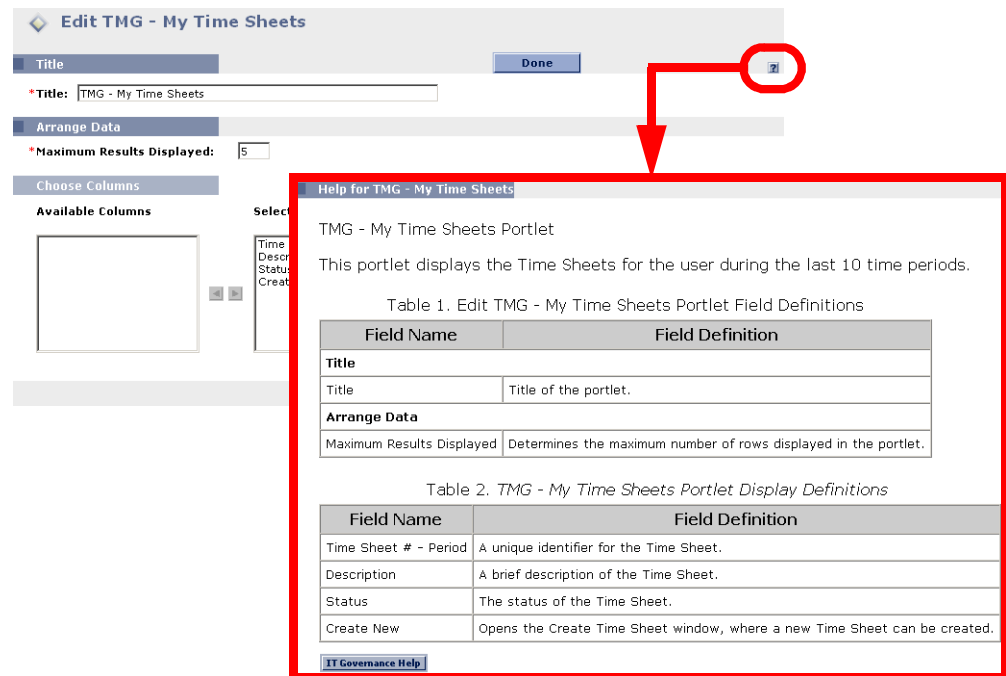 Edit TMG - My Time Sheets
Title
Done
?
*Title: TMG - My Time Sheets
Arrange Data
*Maximum Results Displayed: 5
Choose Columns
Available Columns
Selec
Time
Descr
Statu
Creat
Help for TMG - My Time Sheets
TMG - My Time Sheets Portlet
This portlet displays the Time Sheets for the user during the last 10 time periods.
Table 1. Edit TMG - My Time Sheets Portlet Field Definitions
Field Name Field Definition
Title
Title Title of the portlet.
Arrange Data
Maximum Results Displayed Determines the maximum number of rows displayed in the portlet.
Table 2. TMG - My Time Sheets Portlet Display Definitions
Field Name Field Definition
Time Sheet # - Period A unique identifier for the Time Sheet.
Description A brief description of the Time Sheet.
Status The status of the Time Sheet.
Create New Opens the Create Time Sheet window, where a new Time Sheet can be created.
IT Governance Help